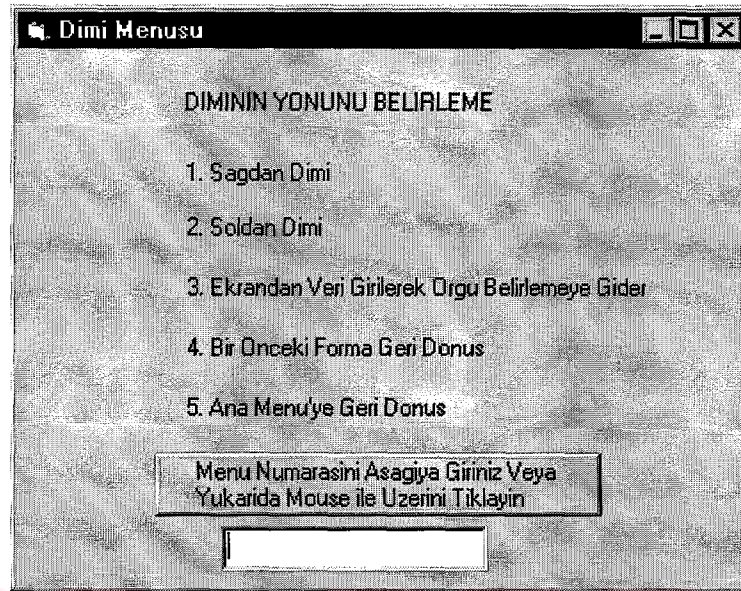 Dimi Menusu
DIMININ YONUNU BELIRLEME
1. Sagdan Dimi
2. Soldan Dimi
3. Ekrandan Veri Girilerek Orgu Belirlemeye Gider
4. Bir Onceki Forma Geri Donus
5. Ana Menu'ye Geri Donus
Menu Numarasini Asagiya Giriniz Veya
Yukarida Mouse ile Uzerini Tiklayin